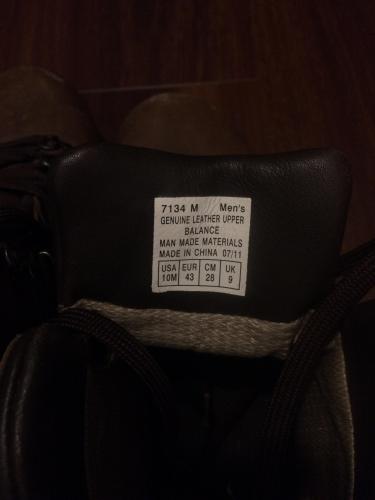 7134 M Men's
GENUINE LEATHER UPPER
BALANCE
MAN MADE MATERIALS
MADE IN CHINA 07/11
USA EUR CM UK
10M 43 28 9